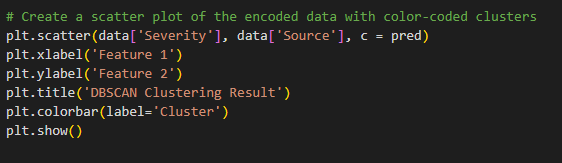 # Create a scatter plot of the encoded data with color-coded clusters
plt.scatter(data['Severity'], data['Source'], c = pred)
plt.xlabel('Feature 1')
plt.ylabel('Feature 2')
plt.title('DBSCAN Clustering Result')
plt.colorbar(label='Cluster')
plt.show()